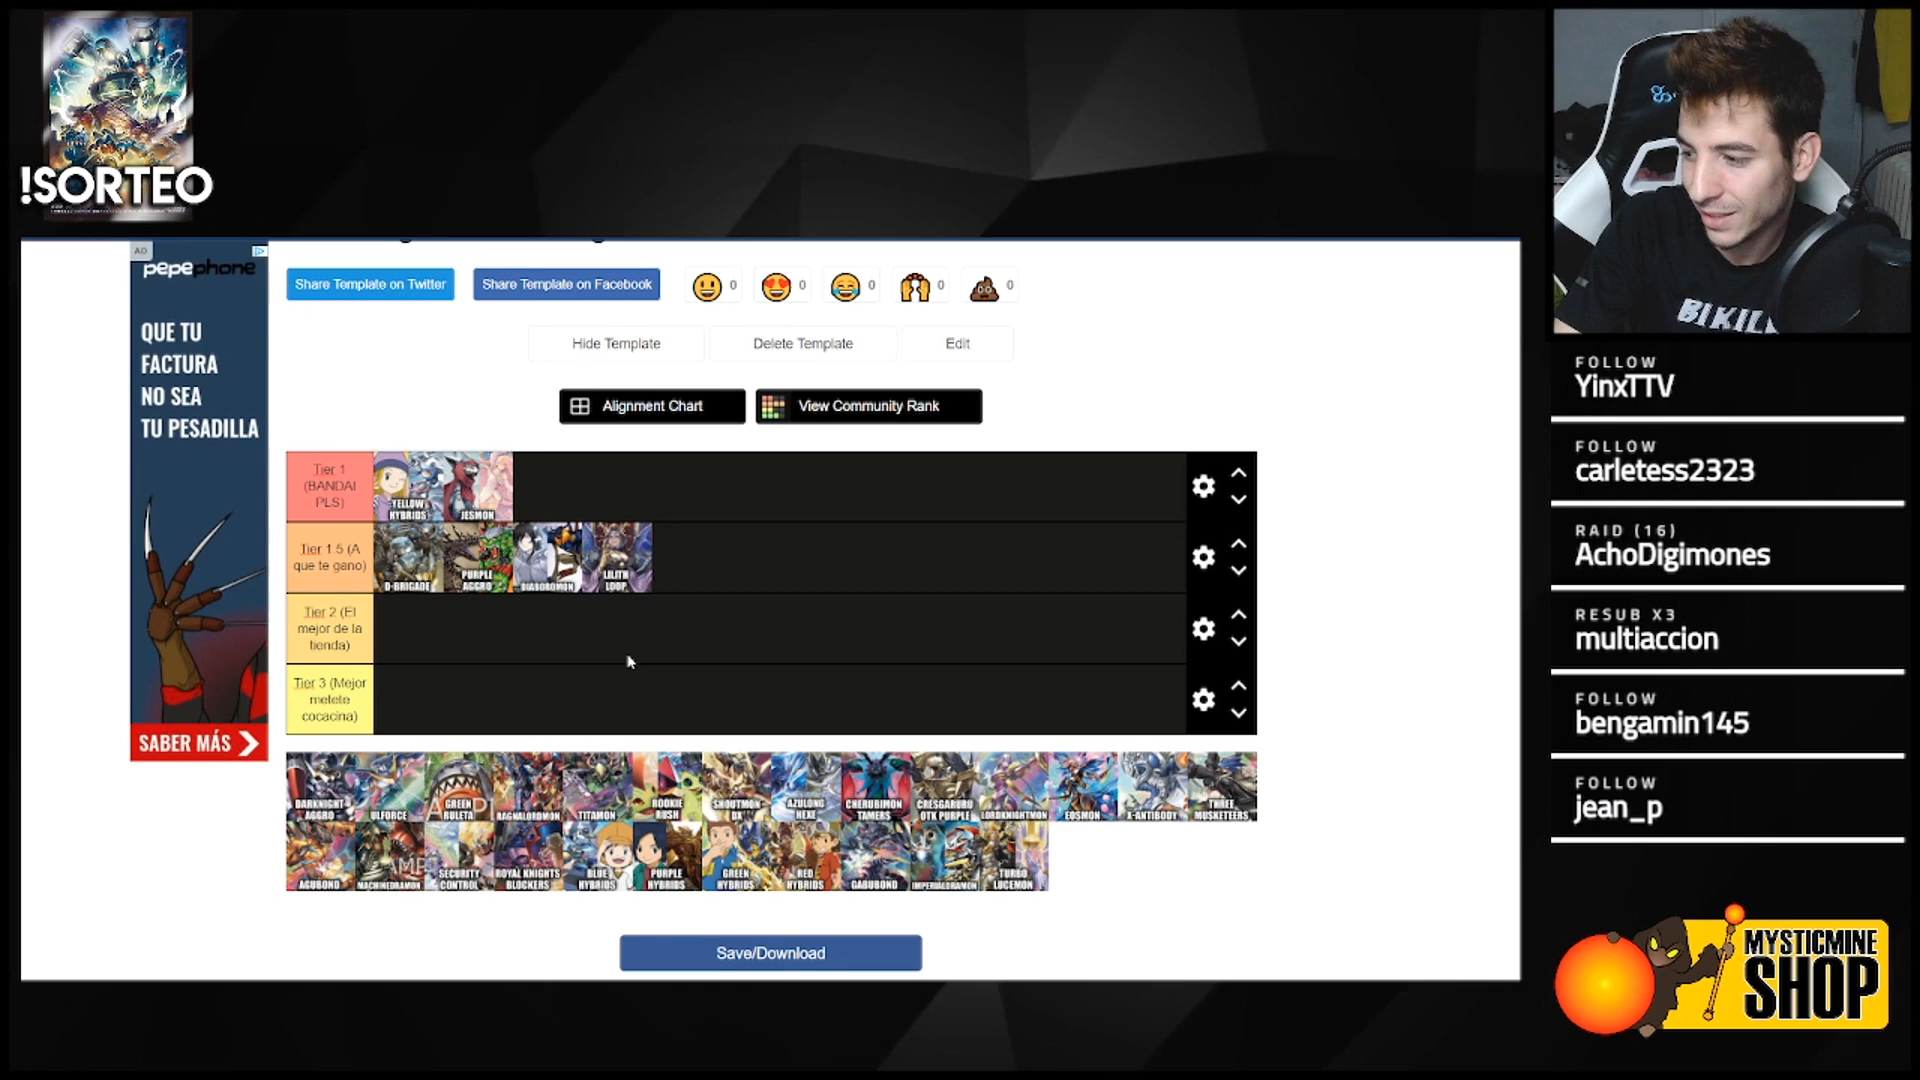 !SORTEO
AD
pepephone
QUE TU
FACTURA
NO SEA
TU PESADILLA
SABER MÁS
Share Template on Twitter
Share Template on Facebook
0
0
0
0
0
Hide Template
Delete Template
Edit
Alignment Chart
View Community Rank
Tier 1
(BANDAI
PLS)
YELLOW
HYBRIDS
JESMON
Tier 1.5 (A
que te gano)
D-BRIGADE
PURPLE
AGGRO
DIABOROMON
LILITH
LOOP
Tier 2 (El
mejor de la
tienda)
Tier 3 (Mejor
metete
cocacina)
DARKNIGHT
AGGRO
ULFORCE
GREEN
RULETA
RAGNALORDMON
TITAMON
ROOKIE
RUSH
SHOUTMON
DX
AZULONG
HEXE
CHERUBIMON
TAMERS
CRESGARURU
OTK PURPLE
LORDKNIGHTMON
EOSMON
X-ANTIBODY
THREE
MUSKETEERS
AGUBOND
MACHINEDRAMON
SECURITY
CONTROL
ROYAL KNIGHTS
BLOCKERS
BLUE
HYBRIDS
PURPLE
HYBRIDS
GREEN
HYBRIDS
RED
HYBRIDS
GABUBOND
IMPERIALDRAMON
TURBO
LUCEMON
Save/Download
BIKIL
FOLLOW
YinxTTV
FOLLOW
carletess2323
RAID (16)
AchoDigimones
RESUB X3
multiaccion
FOLLOW
bengamin145
FOLLOW
jean_p
MYSTICMINE
SHOP